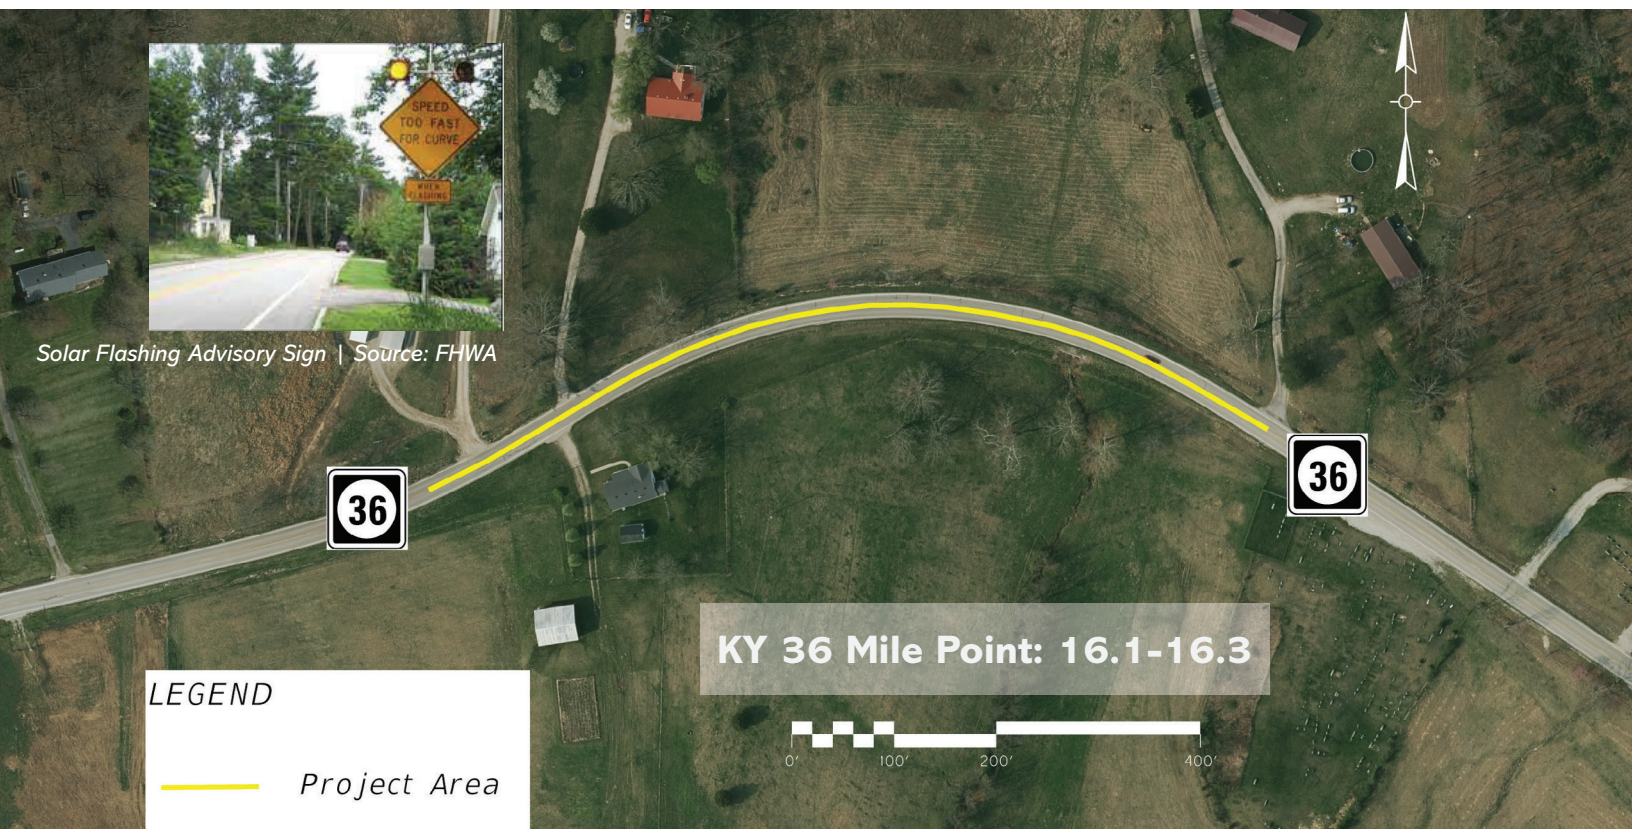 SPEED
TOO FAST
FOR CURVE
WHEN
FLASHING
Solar Flashing Advisory Sign | Source: FHWA
36
36
KY 36 Mile Point: 16.1-16.3
0' 100' 200' 400'
LEGEND
Project Area